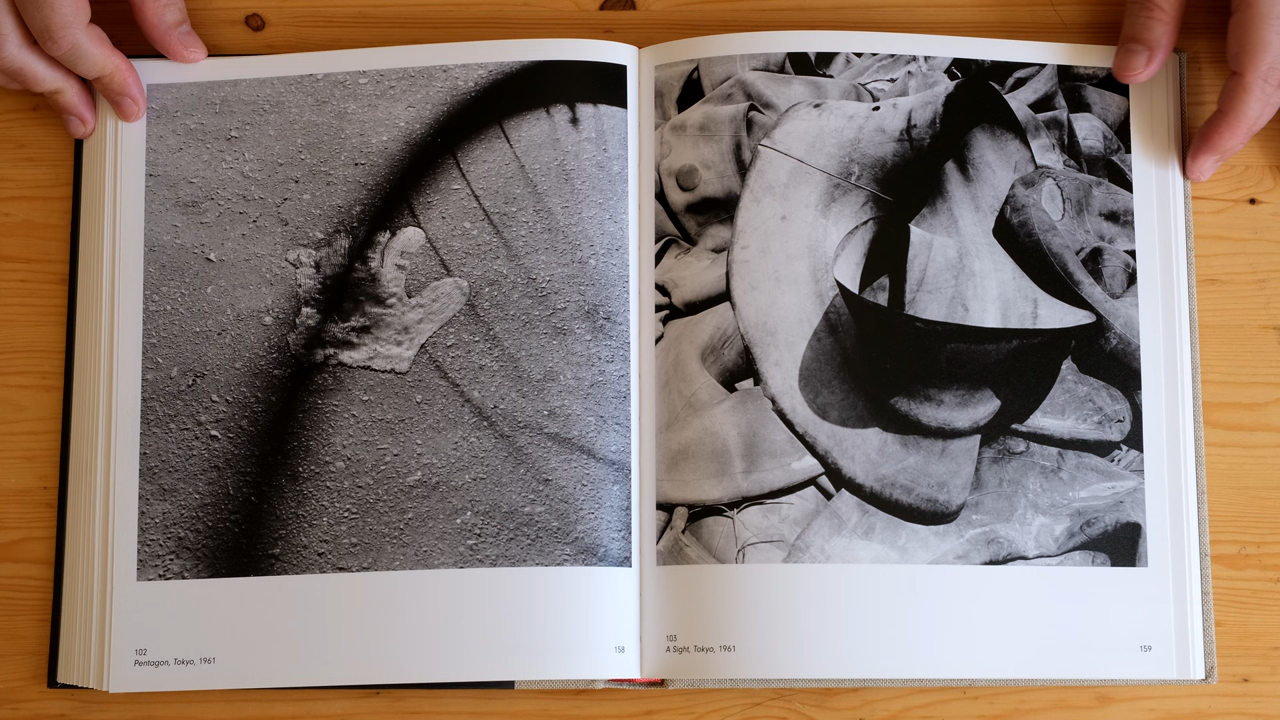 102
Pentagon, Tokyo, 1961
158
103
A Sight, Tokyo, 1961
159